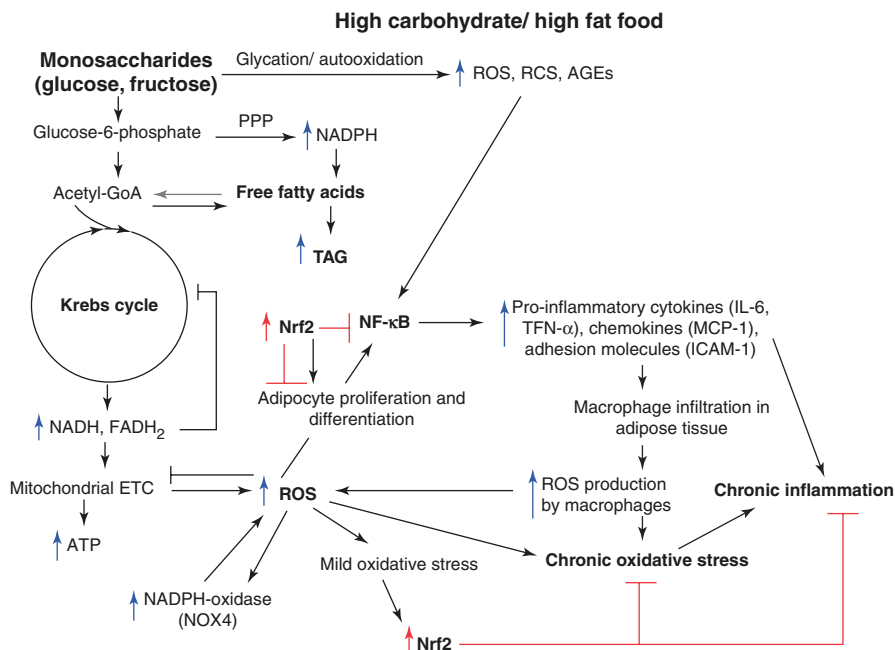 High carbohydrate/ high fat food
Monosaccharides
(glucose, fructose)
Glycation/ autooxidation
ROS, RCS, AGEs
Glucose-6-phosphate
PPP
NADPH
Acetyl-GoA
Free fatty acids
TAG
Krebs cycle
Nrf2
NF-κB
Pro-inflammatory cytokines (IL-6,
TFN-α), chemokines (MCP-1),
adhesion molecules (ICAM-1)
Adipocyte proliferation and
differentiation
Macrophage infiltration in
adipose tissue
NADH, FADH₂
Mitochondrial ETC
ROS
ROS production
by macrophages
Chronic inflammation
ATP
Mild oxidative stress
Chronic oxidative stress
NADPH-oxidase
(NOX4)
Nrf2